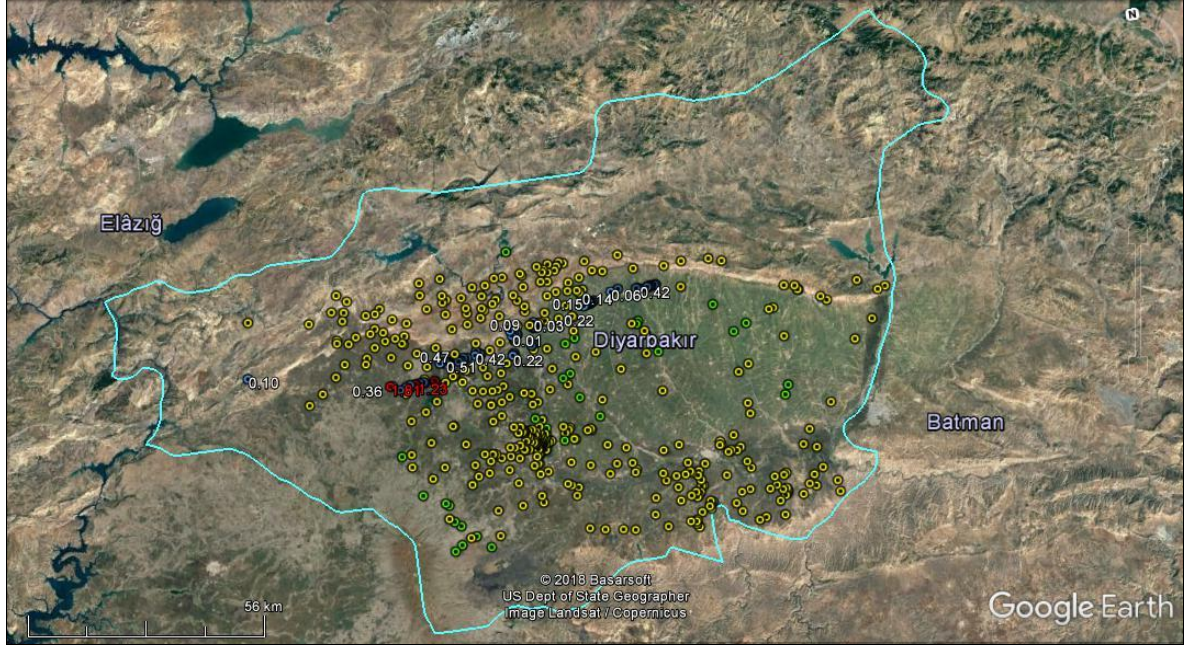 N
Elâzığ
0.15 0.14 0.06 0.42
0.09 0.03 0.22
0.01
Diyarbakır
0.47 0.51 0.42 0.22
0.10
0.36
Batman
© 2018 Basarsoft
US Dept of State Geographer
Image Landsat / Copernicus
56 km
Google Earth